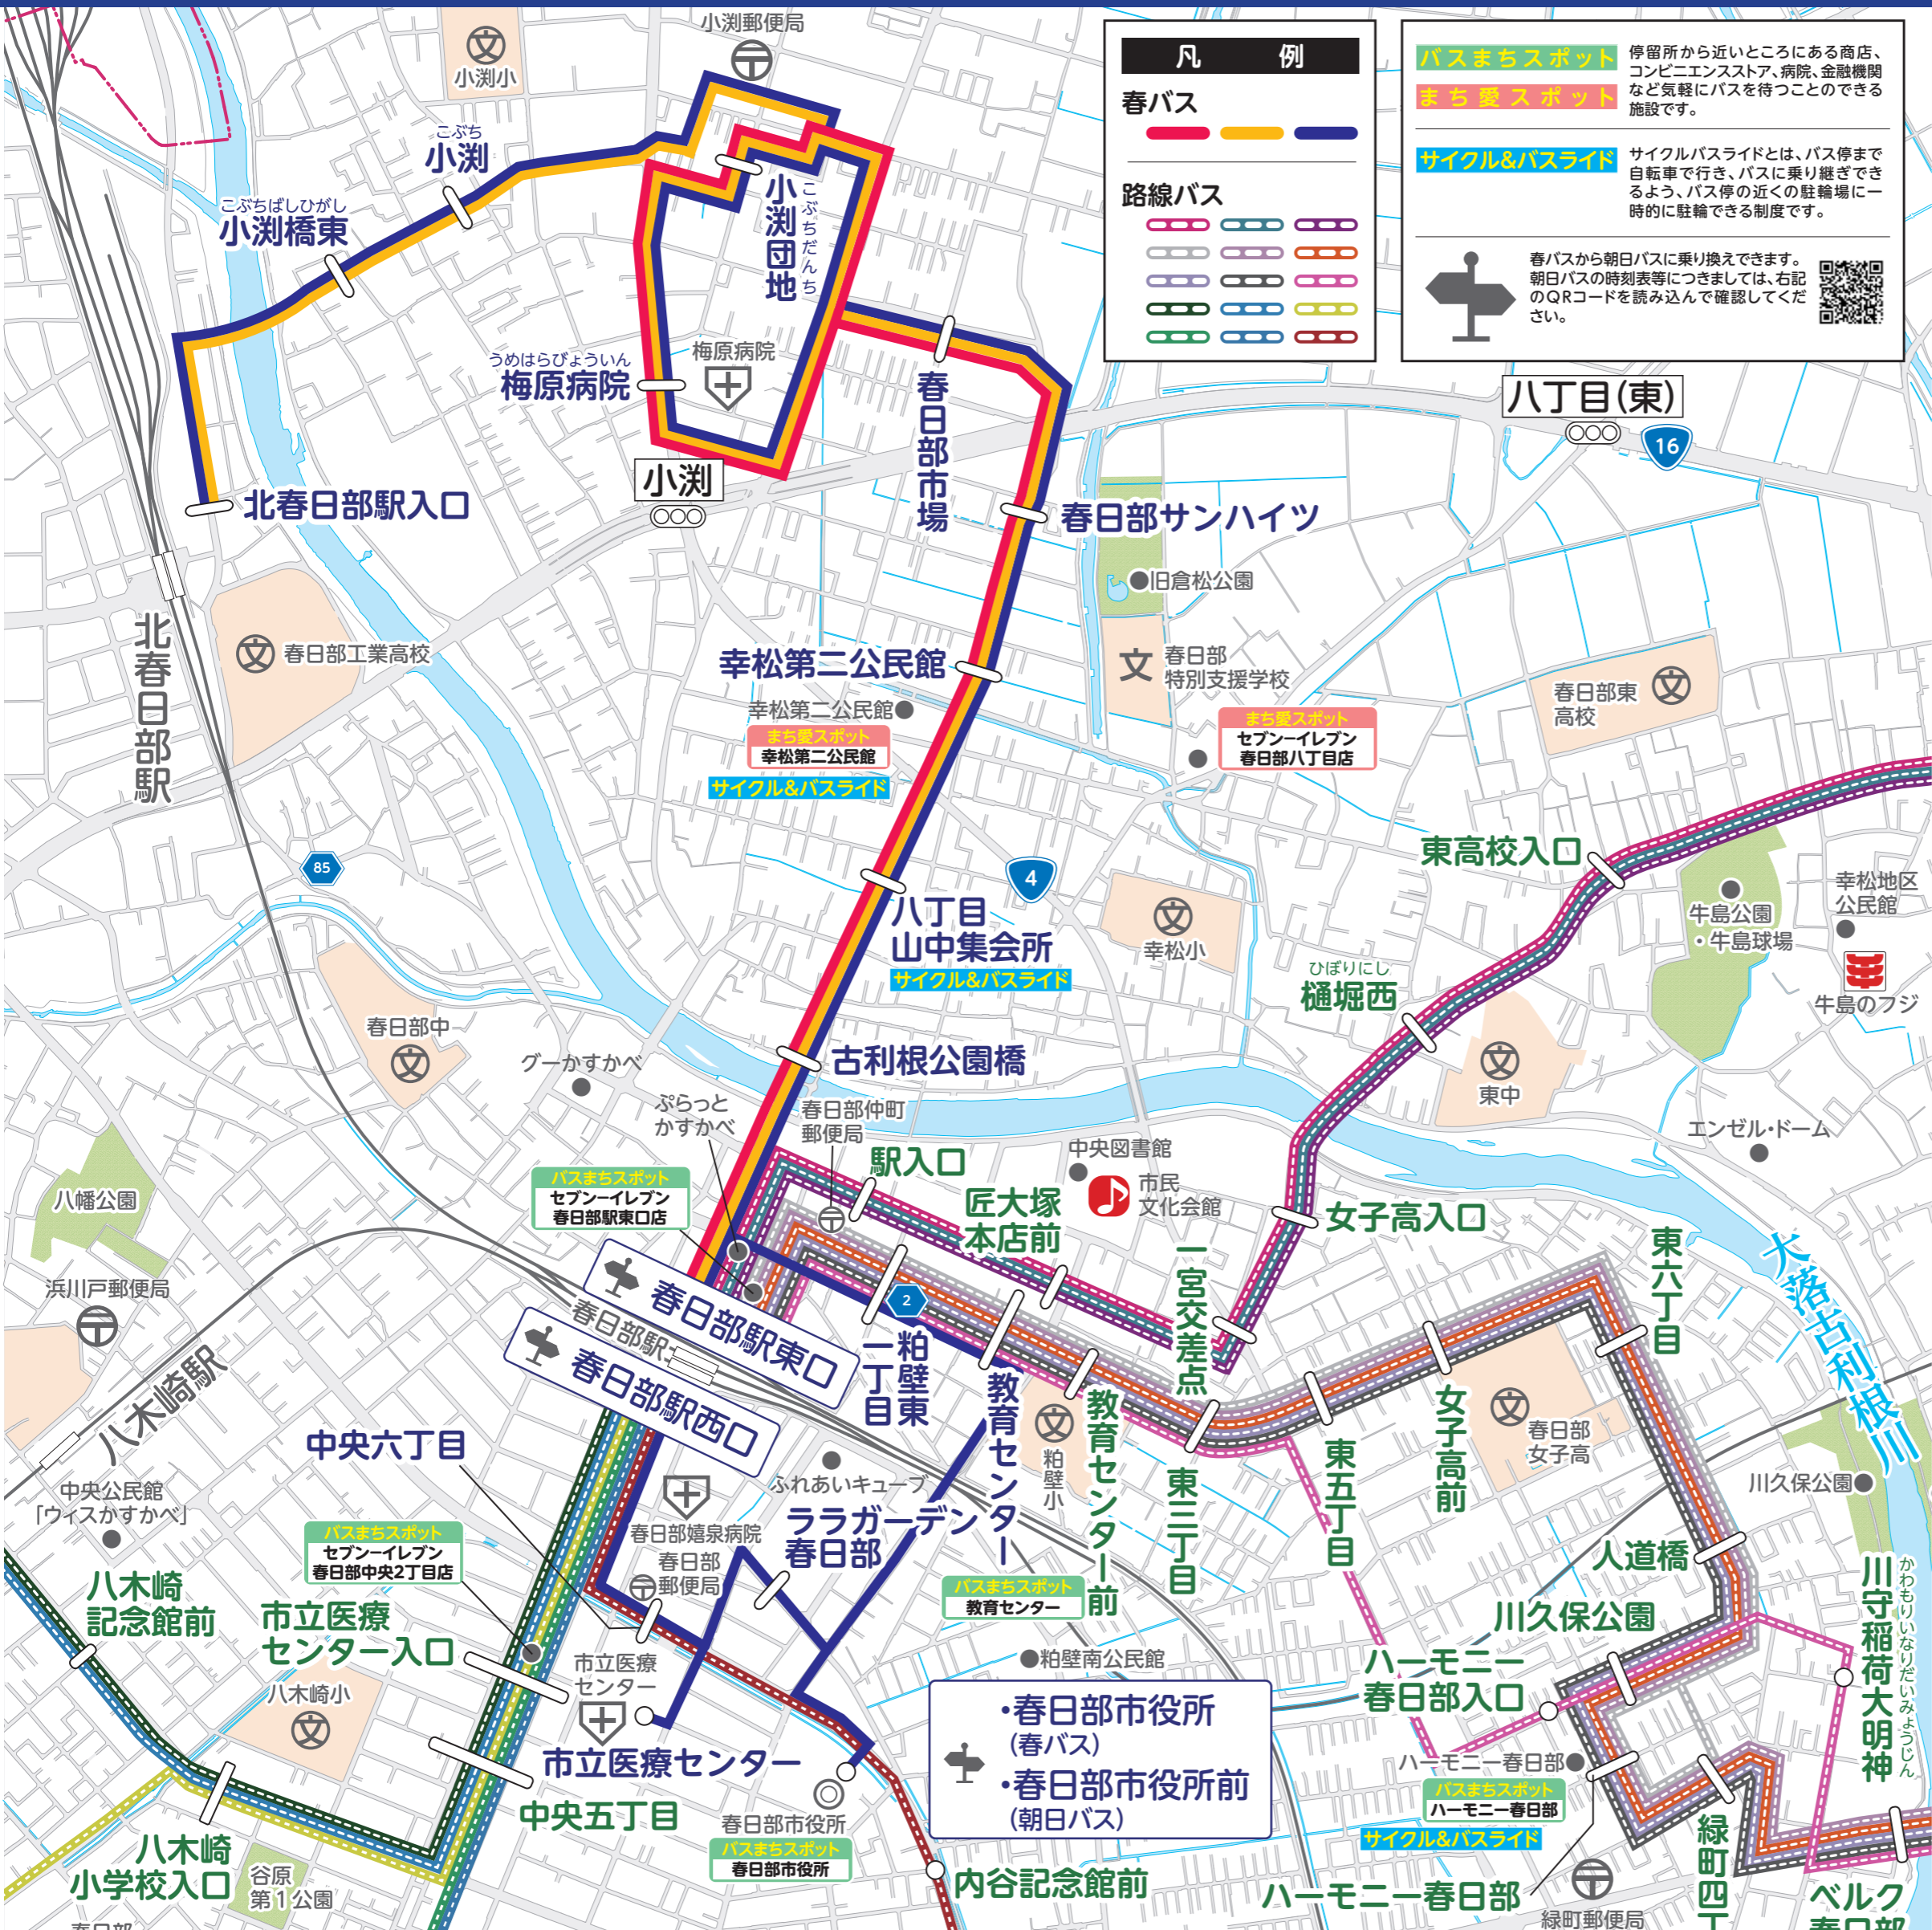 凡 例
春バス
路線バス
バスまちスポット
まち愛スポット
停留所から近いところにある商店、
コンビニエンスストア、病院、金融機関
など気軽にバスを待つことのできる
施設です。
サイクル&バスライド
サイクルバスライドとは、バス停まで
自転車で行き、バスに乗り継ぎでき
るよう、バス停の近くの駐輪場に一
時的に駐輪できる制度です。
春バスから朝日バスに乗り換えできます。
朝日バスの時刻表等につきましては、右記
のQRコードを読み込んで確認してくだ
さい。
小渕郵便局
小渕小
文
こぶち
小渕
こぶちばしひがし
小渕橋東
小渕団地
こぶちだんち
うめはらびょういん
梅原病院
梅原病院
春日部市場
八丁目(東)
16
小渕
北春日部駅入口
春日部サンハイツ
旧倉松公園
北春日部駅
文
春日部工業高校
幸松第二公民館
幸松第二公民館
まち愛スポット
幸松第二公民館
サイクル&バスライド
文
春日部
特別支援学校
まち愛スポット
セブン-イレブン
春日部八丁目店
春日部東
高校
文
85
4
八丁目
山中集会所
サイクル&バスライド
文
幸松小
東高校入口
牛島公園
・牛島球場
幸松地区
公民館
牛島のフジ
ひぼりにし
樋堀西
文
東中
春日部中
文
グーかすかべ
古利根公園橋
ぷらっと
かすかべ
春日部仲町
郵便局
駅入口
匠大塚
本店前
中央図書館
市民
文化会館
エンゼル・ドーム
女子高入口
八幡公園
バスまちスポット
セブン-イレブン
春日部駅東口店
一宮交差点
東六丁目
大落古利根川
浜川戸郵便局
八木崎駅
春日部駅東口
春日部駅
春日部駅西口
2
粕壁東
一丁目
教育センター
文
粕壁小
教育センター前
東三丁目
東五丁目
女子高前
文
春日部
女子高
川久保公園
中央六丁目
中央公民館
「ウィズかすかべ」
ふれあいキューブ
春日部嬉泉病院
春日部
郵便局
ララガーデン
春日部
バスまちスポット
セブン-イレブン
春日部中央2丁目店
バスまちスポット
教育センター
人道橋
川久保公園
川守稲荷大明神
かわもりいなりだいみょうじん
八木崎
記念館前
市立医療
センター入口
市立医療
センター
粕壁南公民館
ハーモニー
春日部入口
八木崎小
文
市立医療センター
・春日部市役所
(春バス)
・春日部市役所前
(朝日バス)
ハーモニー春日部
バスまちスポット
ハーモニー春日部
サイクル&バスライド
中央五丁目
春日部市役所
バスまちスポット
春日部市役所
八木崎
小学校入口
谷原
第1公園
内谷記念館前
ハーモニー春日部
緑町四丁
緑町郵便局
ベルク